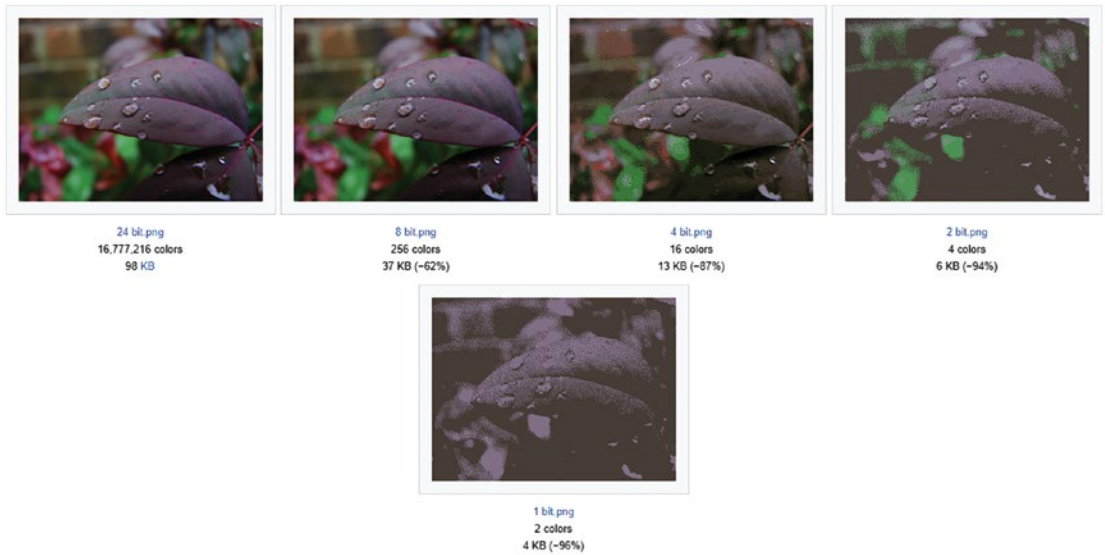 24 bit.png
16,777,216 colors
98 KB
8 bit.png
256 colors
37 KB (−62%)
4 bit.png
16 colors
13 KB (−87%)
2 bit.png
4 colors
6 KB (−94%)
1 bit.png
2 colors
4 KB (−96%)